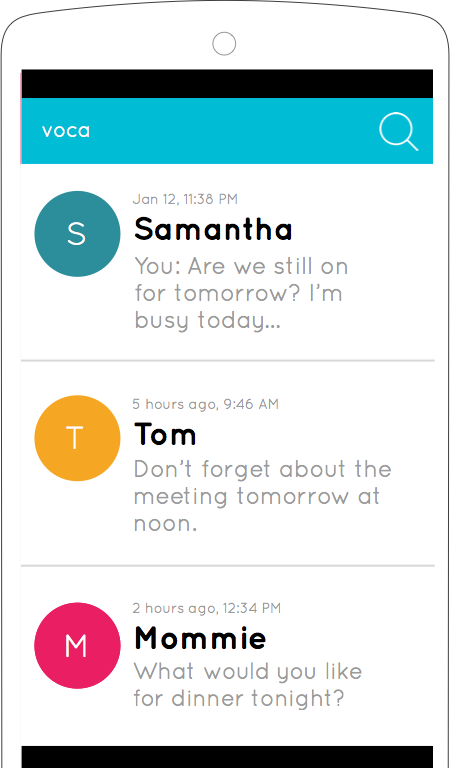 voca
S
Jan 12, 11:38 PM
Samantha
You: Are we still on
for tomorrow? I'm
busy today...
T
5 hours ago, 9:46 AM
Tom
Don't forget about the
meeting tomorrow at
noon.
M
2 hours ago, 12:34 PM
Mommie
What would you like
for dinner tonight?